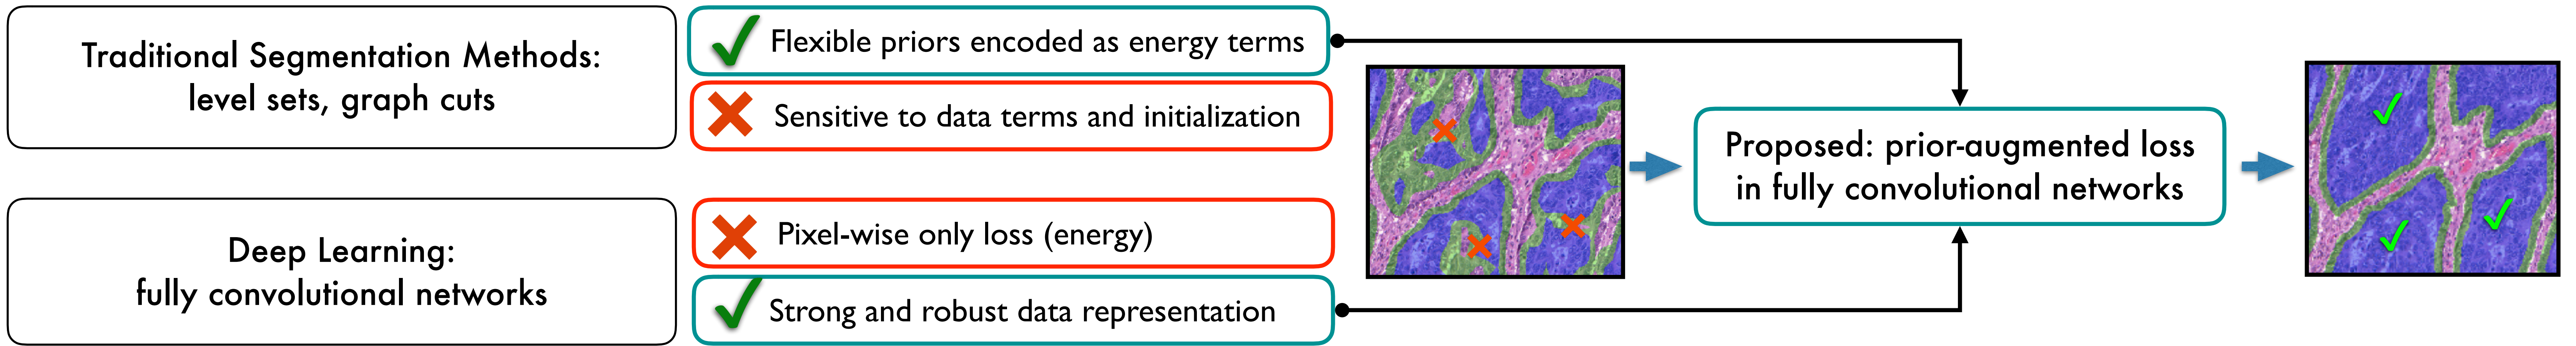 Traditional Segmentation Methods:
level sets, graph cuts
Flexible priors encoded as energy terms
Sensitive to data terms and initialization
Deep Learning:
fully convolutional networks
Pixel-wise only loss (energy)
Strong and robust data representation
Proposed: prior-augmented loss
in fully convolutional networks